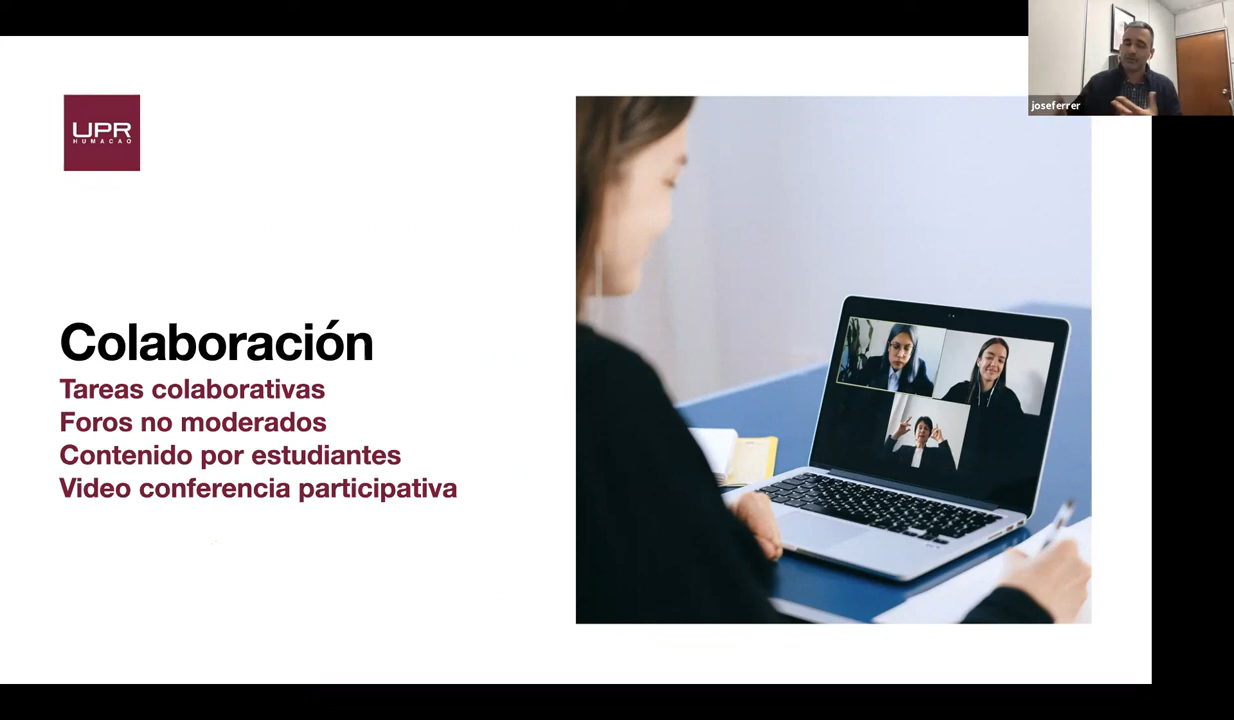 joseferrer
UPR
HUMACAO
Colaboración
Tareas colaborativas
Foros no moderados
Contenido por estudiantes
Video conferencia participativa